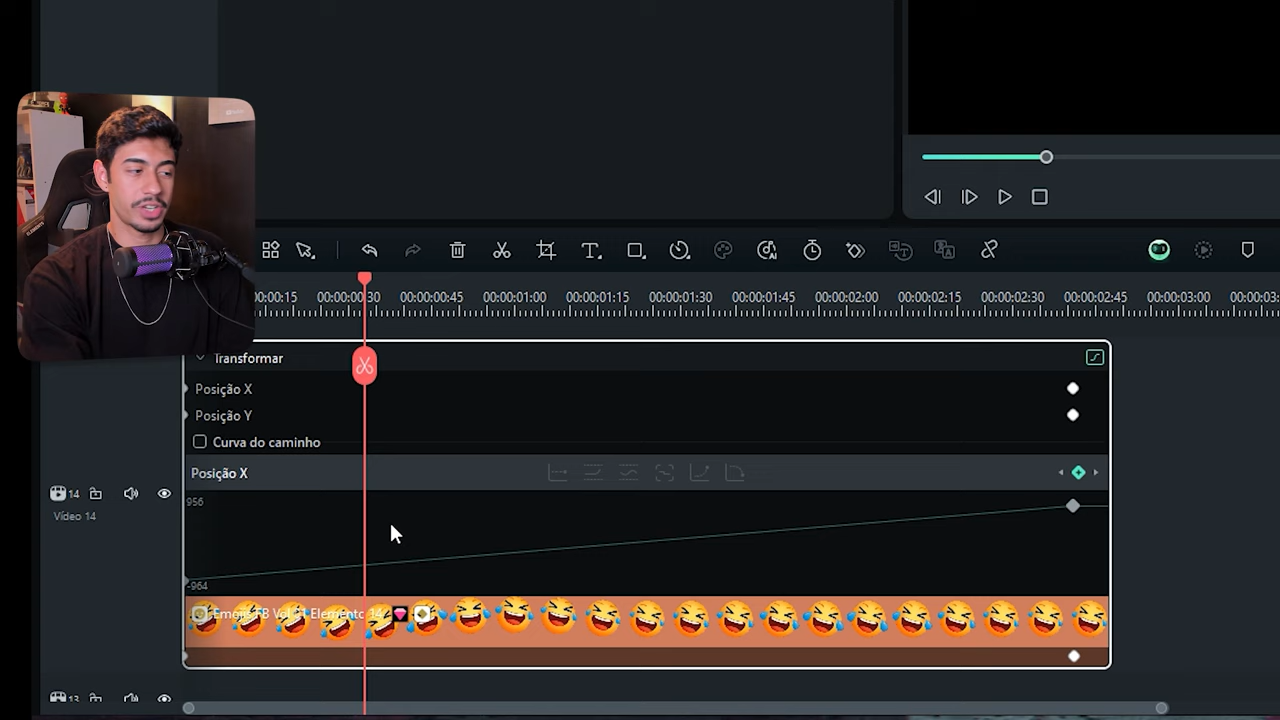 00:00:15 00:00:00:30 00:00:00:45 00:00:01:00 00:00:01:15 00:00:01:30 00:00:01:45 00:00:02:00 00:00:02:15 00:00:02:30 00:00:02:45 00:00:03:00 00:00:03:
Transformar
Posição X
Posição Y
Curva do caminho
Posição X
956
14
Vídeo 14
-964
Emojis FB Vol 01 Elemento 14
13